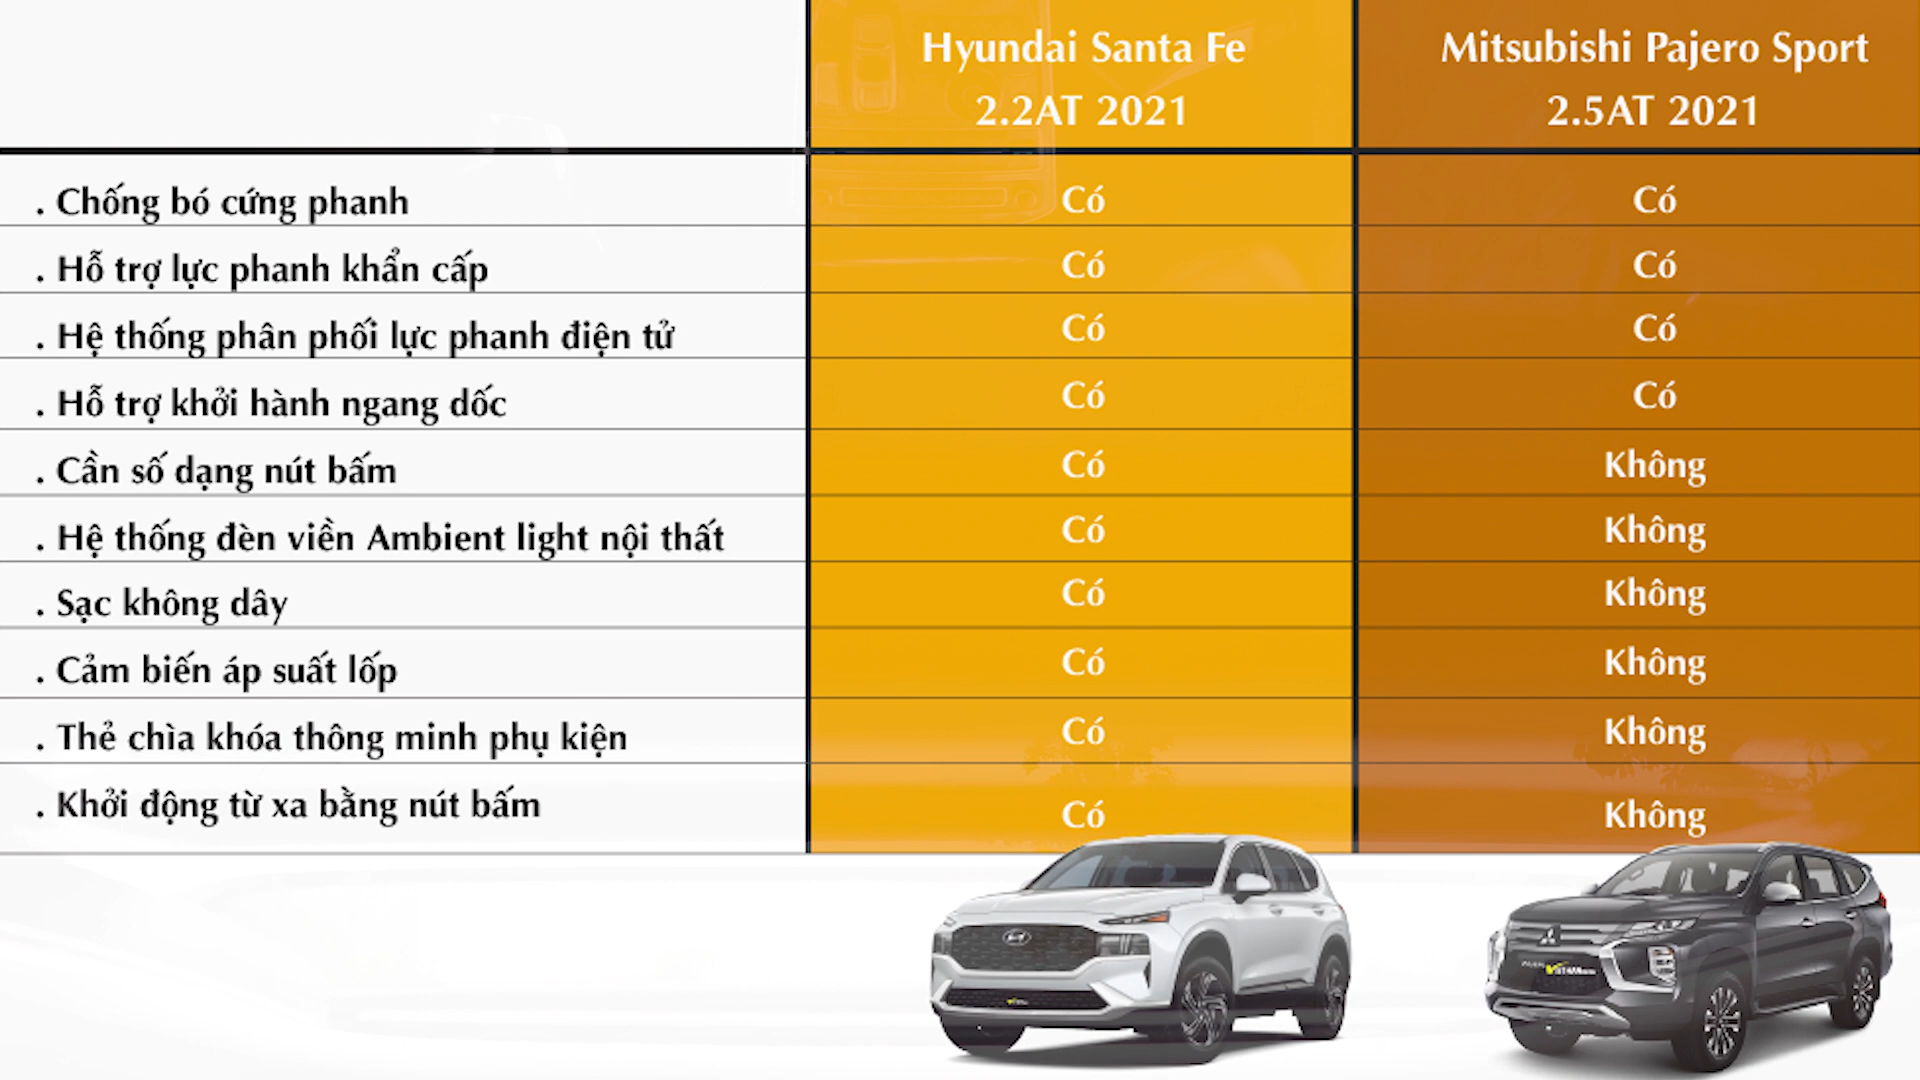 Hyundai Santa Fe
2.2AT 2021
Mitsubishi Pajero Sport
2.5AT 2021
. Chống bó cứng phanh Có Có
. Hỗ trợ lực phanh khẩn cấp Có Có
. Hệ thống phân phối lực phanh điện tử Có Có
. Hỗ trợ khởi hành ngang dốc Có Có
. Cần số dạng nút bấm Có Không
. Hệ thống đèn viền Ambient light nội thất Có Không
. Sạc không dây Có Không
. Cảm biến áp suất lốp Có Không
. Thẻ chìa khóa thông minh phụ kiện Có Không
. Khởi động từ xa bằng nút bấm Có Không